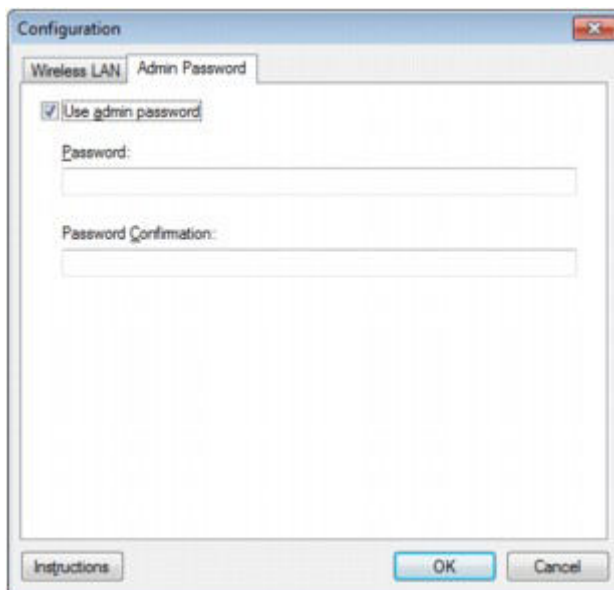 Configuration
Wireless LAN Admin Password
Use admin password
Password:
Password Confirmation:
Instructions OK Cancel